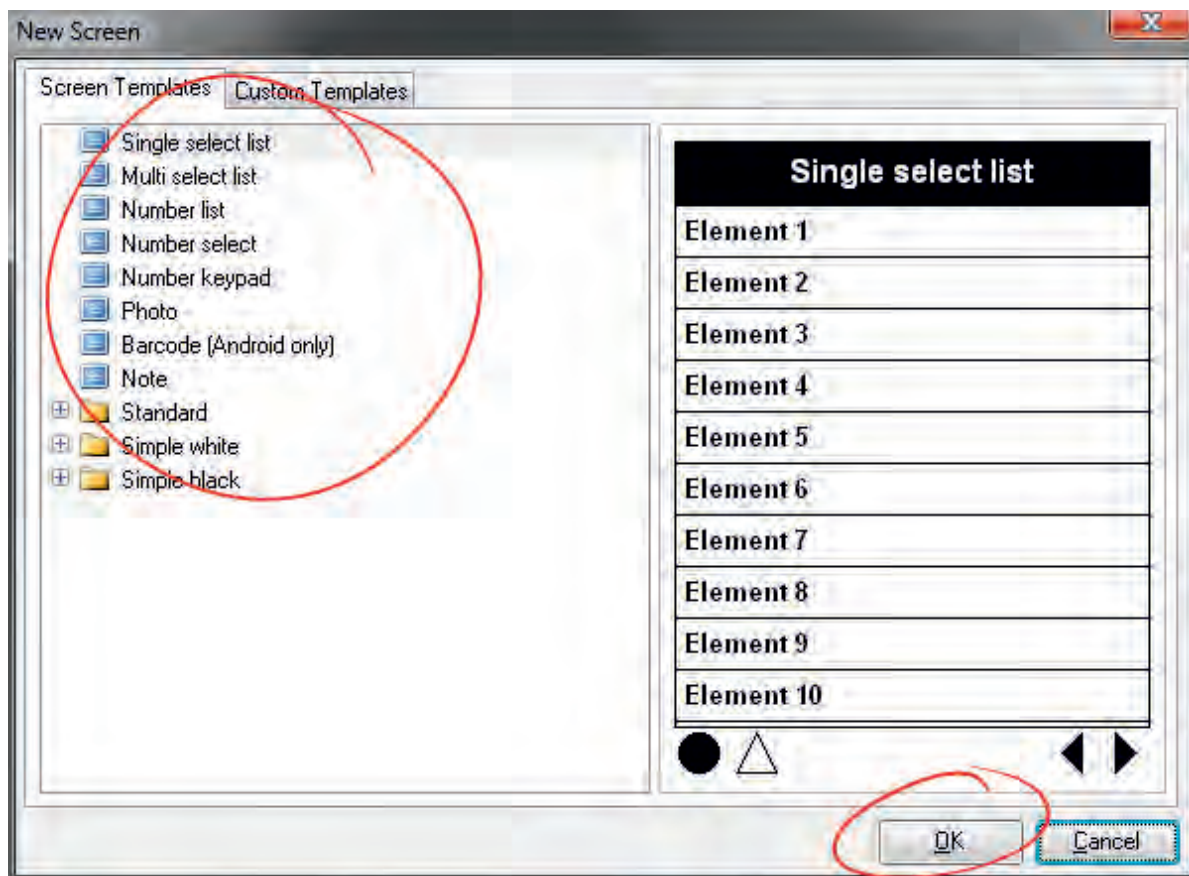 New Screen
Screen Templates
Custom Templates
Single select list
Multi select list
Number list
Number select
Number keypad
Photo
Barcode (Android only)
Note
Standard
Simple white
Simple black
Single select list
Element 1
Element 2
Element 3
Element 4
Element 5
Element 6
Element 7
Element 8
Element 9
Element 10
OK
Cancel